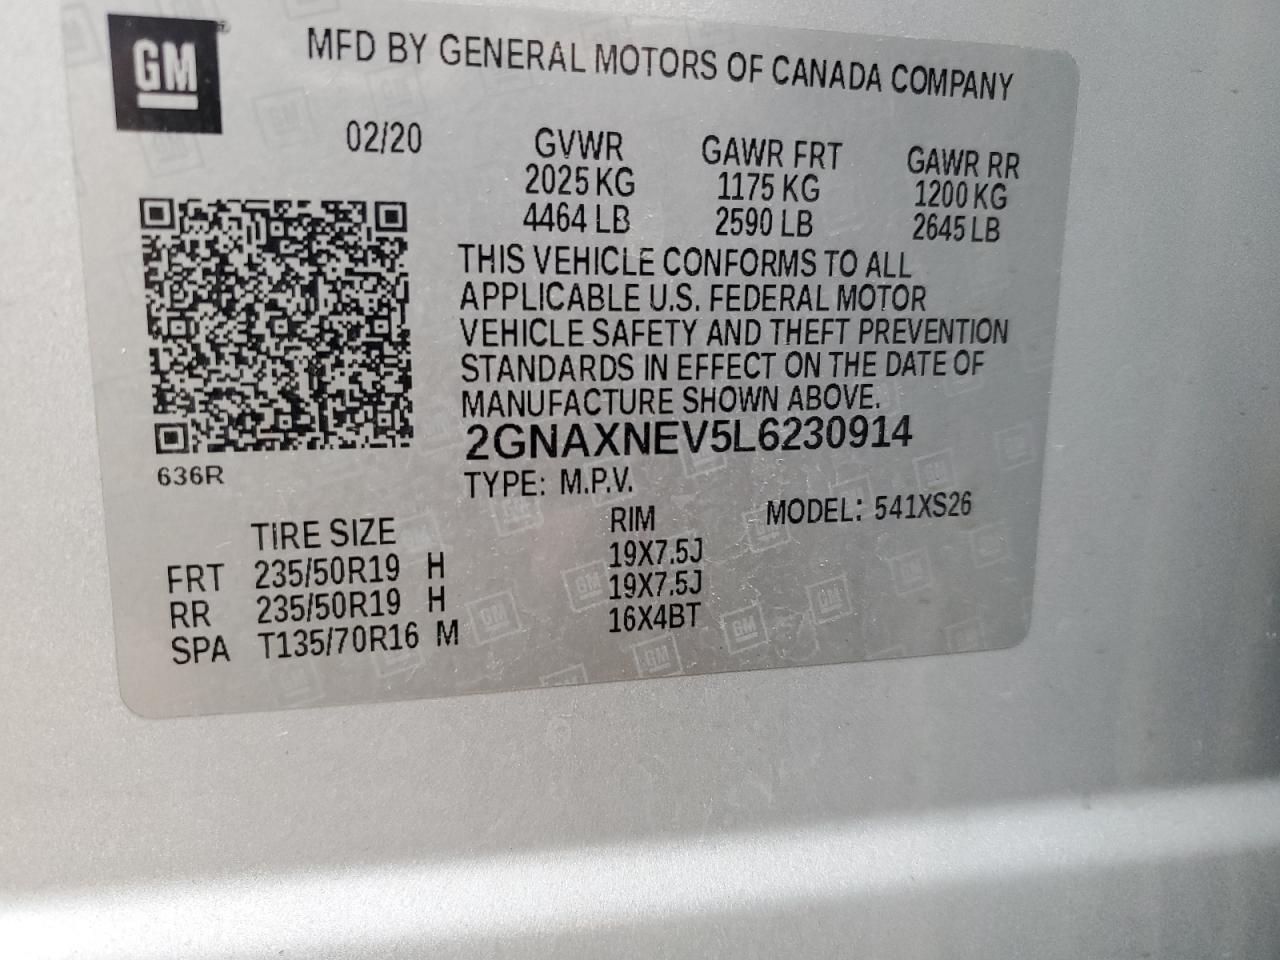 GM
MFD BY GENERAL MOTORS OF CANADA COMPANY
02/20 GVWR GAWR FRT GAWR RR
2025 KG 1175 KG 1200 KG
4464 LB 2590 LB 2645 LB
THIS VEHICLE CONFORMS TO ALL
APPLICABLE U.S. FEDERAL MOTOR
VEHICLE SAFETY AND THEFT PREVENTION
STANDARDS IN EFFECT ON THE DATE OF
MANUFACTURE SHOWN ABOVE.
2GNAXNEV5L6230914
636R
TYPE: M.P.V.
TIRE SIZE RIM MODEL: 541XS26
FRT 235/50R19 H 19X7.5J
RR 235/50R19 H 19X7.5J
SPA T135/70R16 M 16X4BT